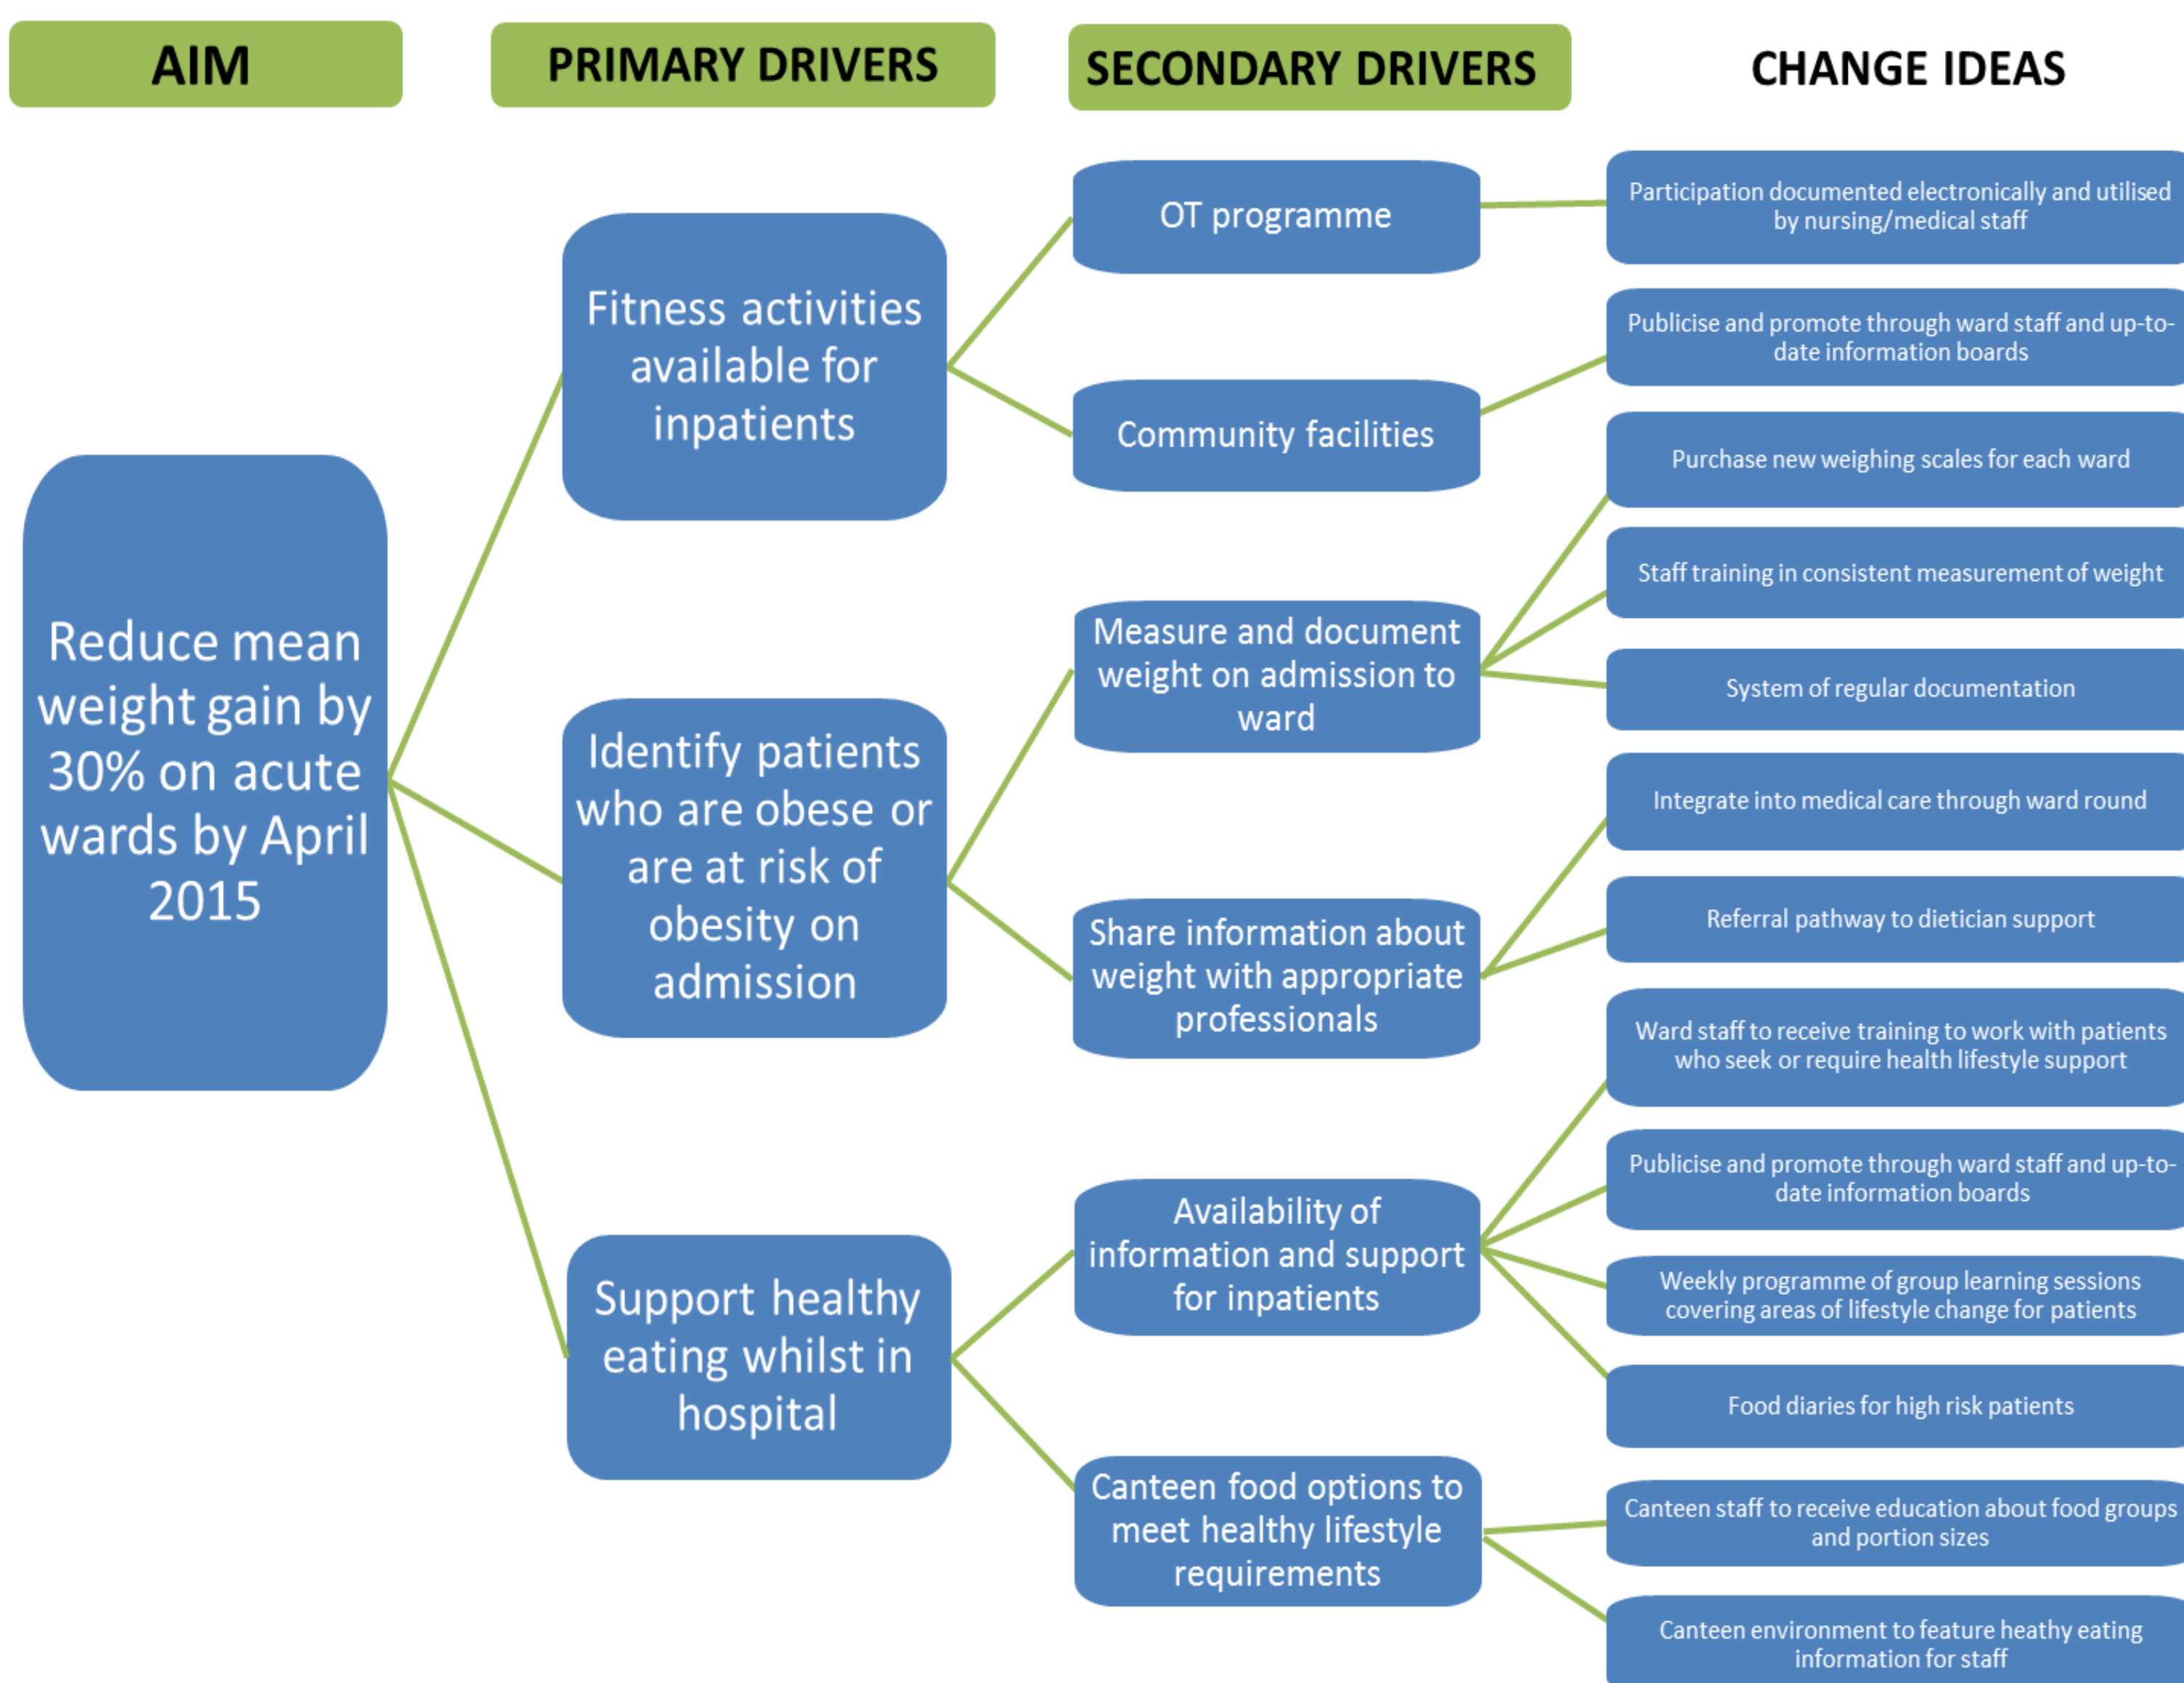 AIM
PRIMARY DRIVERS
SECONDARY DRIVERS
CHANGE IDEAS
Reduce mean
weight gain by
30% on acute
wards by April
2015
Fitness activities
available for
inpatients
Identify patients
who are obese or
are at risk of
obesity on
admission
Support healthy
eating whilst in
hospital
OT programme
Community facilities
Measure and document
weight on admission to
ward
Share information about
weight with appropriate
professionals
Availability of
information and support
for inpatients
Canteen food options to
meet healthy lifestyle
requirements
Participation documented electronically and utilised
by nursing/medical staff
Publicise and promote through ward staff and up-to-
date information boards
Purchase new weighing scales for each ward
Staff training in consistent measurement of weight
System of regular documentation
Integrate into medical care through ward round
Referral pathway to dietician support
Ward staff to receive training to work with patients
who seek or require health lifestyle support
Publicise and promote through ward staff and up-to-
date information boards
Weekly programme of group learning sessions
covering areas of lifestyle change for patients
Food diaries for high risk patients
Canteen staff to receive education about food groups
and portion sizes
Canteen environment to feature heathy eating
information for staff